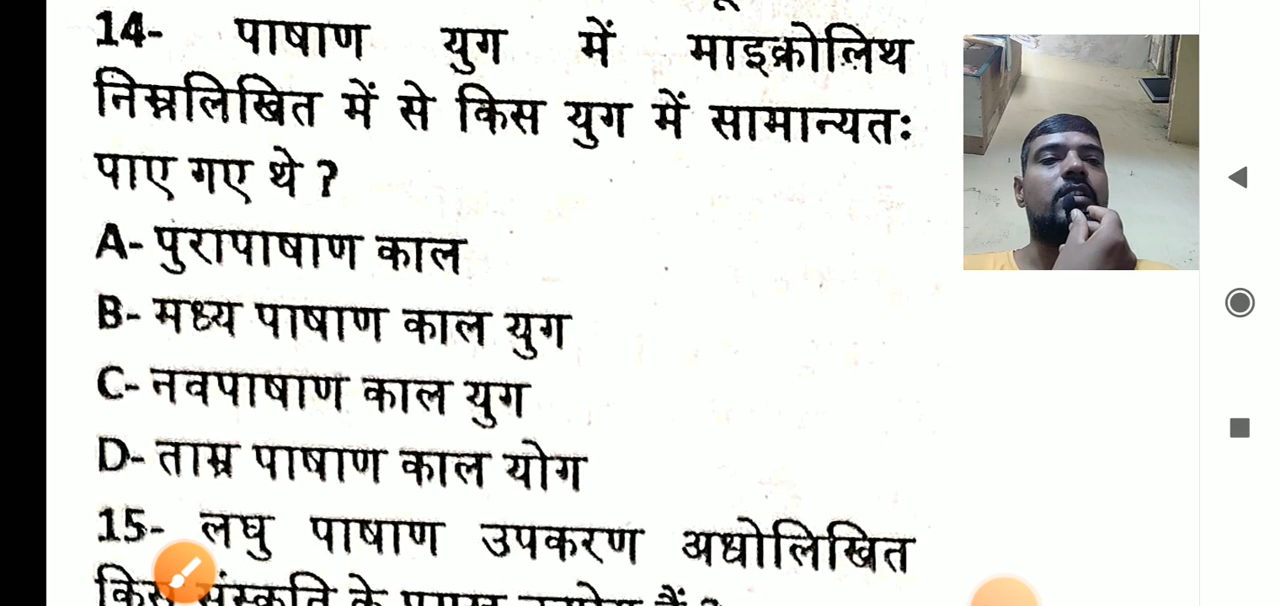 14- पाषाण युग में माइक्रोलिथ
निम्नलिखित में से किस युग में सामान्यतः
पाए गए थे ?
A- पुरापाषाण काल
B- मध्य पाषाण काल युग
C- नवपाषाण काल युग
D- ताम्र पाषाण काल योग
15- लघु पाषाण उपकरण अधोलिखित
किस संस्कृति के